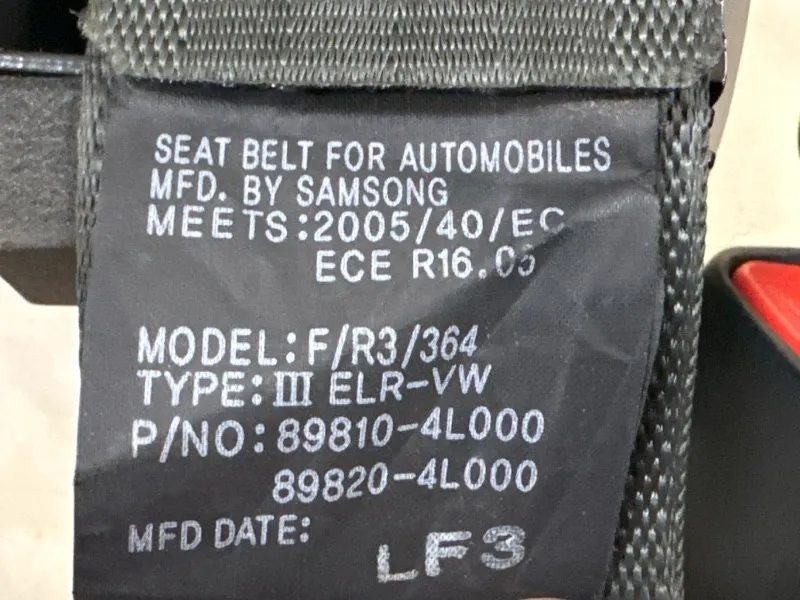 SEAT BELT FOR AUTOMOBILES
MFD. BY SAMSONG
MEETS:2005/40/EC
ECE R16.03
MODEL:F/R3/364
TYPE:III ELR-VW
P/NO:89810-4L000
89820-4L000
MFD DATE:
LF3